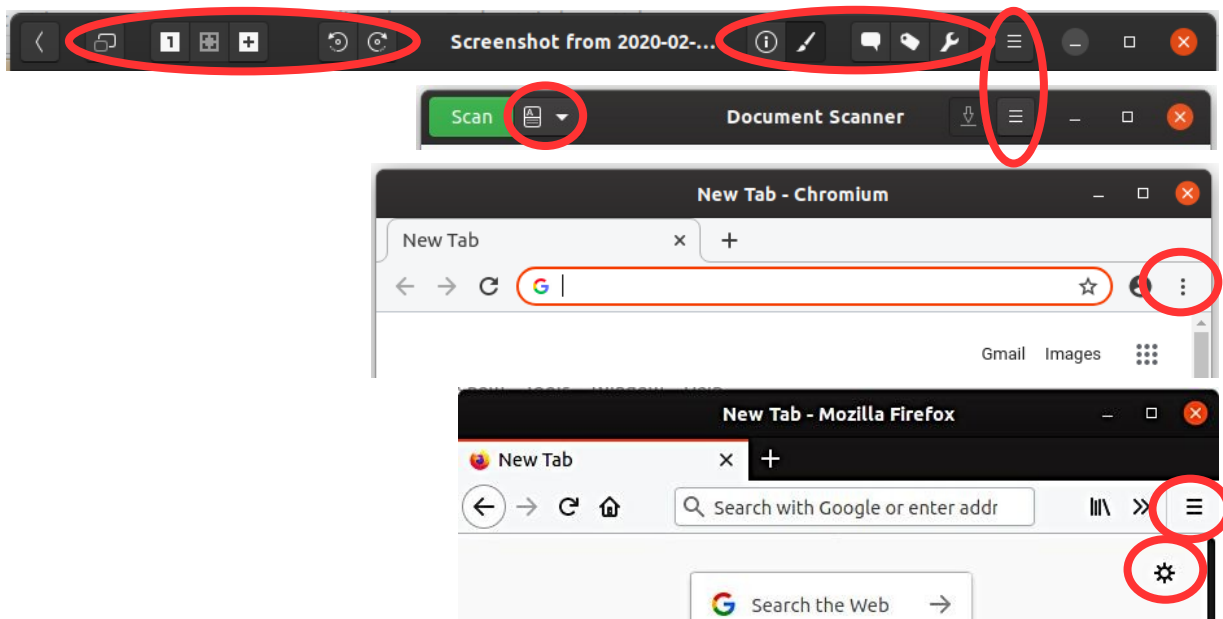 1 Screenshot from 2020-02-...
Scan A Document Scanner
New Tab - Chromium
New Tab
G
Gmail Images
New Tab - Mozilla Firefox
New Tab
Search with Google or enter addr
G Search the Web